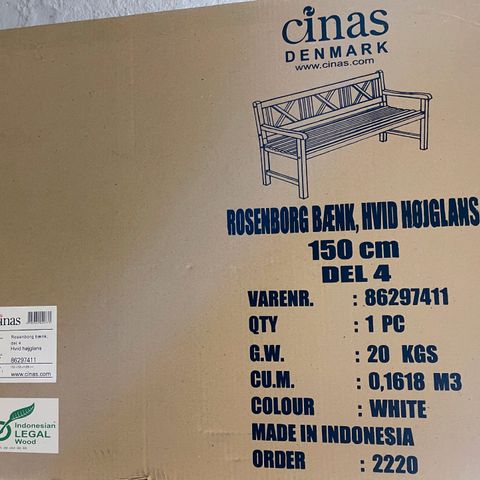 cinas
DENMARK
www.cinas.com
ROSENBORG BÆNK, HVID HØJGLANS
150 cm
DEL 4
VARENR. : 86297411
QTY : 1 PC
G.W. : 20 KGS
CU.M. : 0,1618 M3
COLOUR : WHITE
MADE IN INDONESIA
ORDER : 2220
cinas
Rosenborg bænk,
del 4
Hvid højglans
86297411
www.cinas.com
Indonesian
LEGAL
Wood